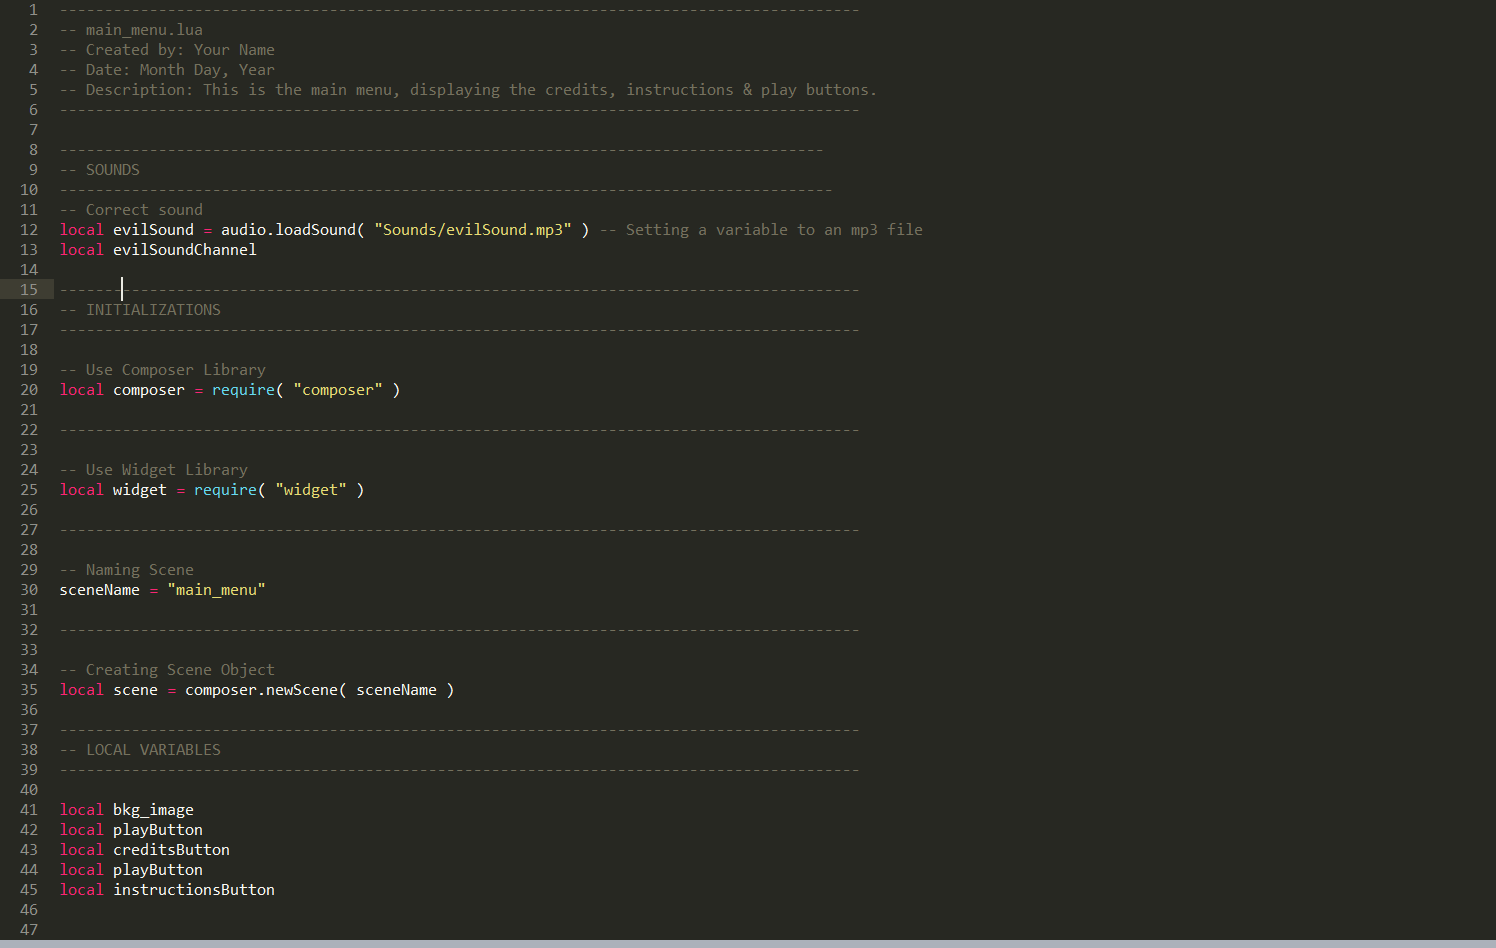 1 -----------------------------------------------------------------------------------------
2 -- main_menu.lua
3 -- Created by: Your Name
4 -- Date: Month Day, Year
5 -- Description: This is the main menu, displaying the credits, instructions & play buttons.
6 -----------------------------------------------------------------------------------------
7
8 -------------------------------------------------------------------------------------
9 -- SOUNDS
10 --------------------------------------------------------------------------------------
11 -- Correct sound
12 local evilSound = audio.loadSound( "Sounds/evilSound.mp3" ) -- Setting a variable to an mp3 file
13 local evilSoundChannel
14
15 -----------------------------------------------------------------------------------------
16 -- INITIALIZATIONS
17 -----------------------------------------------------------------------------------------
18
19 -- Use Composer Library
20 local composer = require( "composer" )
21
22 -----------------------------------------------------------------------------------------
23
24 -- Use Widget Library
25 local widget = require( "widget" )
26
27 -----------------------------------------------------------------------------------------
28
29 -- Naming Scene
30 sceneName = "main_menu"
31
32 -----------------------------------------------------------------------------------------
33
34 -- Creating Scene Object
35 local scene = composer.newScene( sceneName )
36
37 -----------------------------------------------------------------------------------------
38 -- LOCAL VARIABLES
39 -----------------------------------------------------------------------------------------
40
41 local bkg_image
42 local playButton
43 local creditsButton
44 local playButton
45 local instructionsButton
46
47